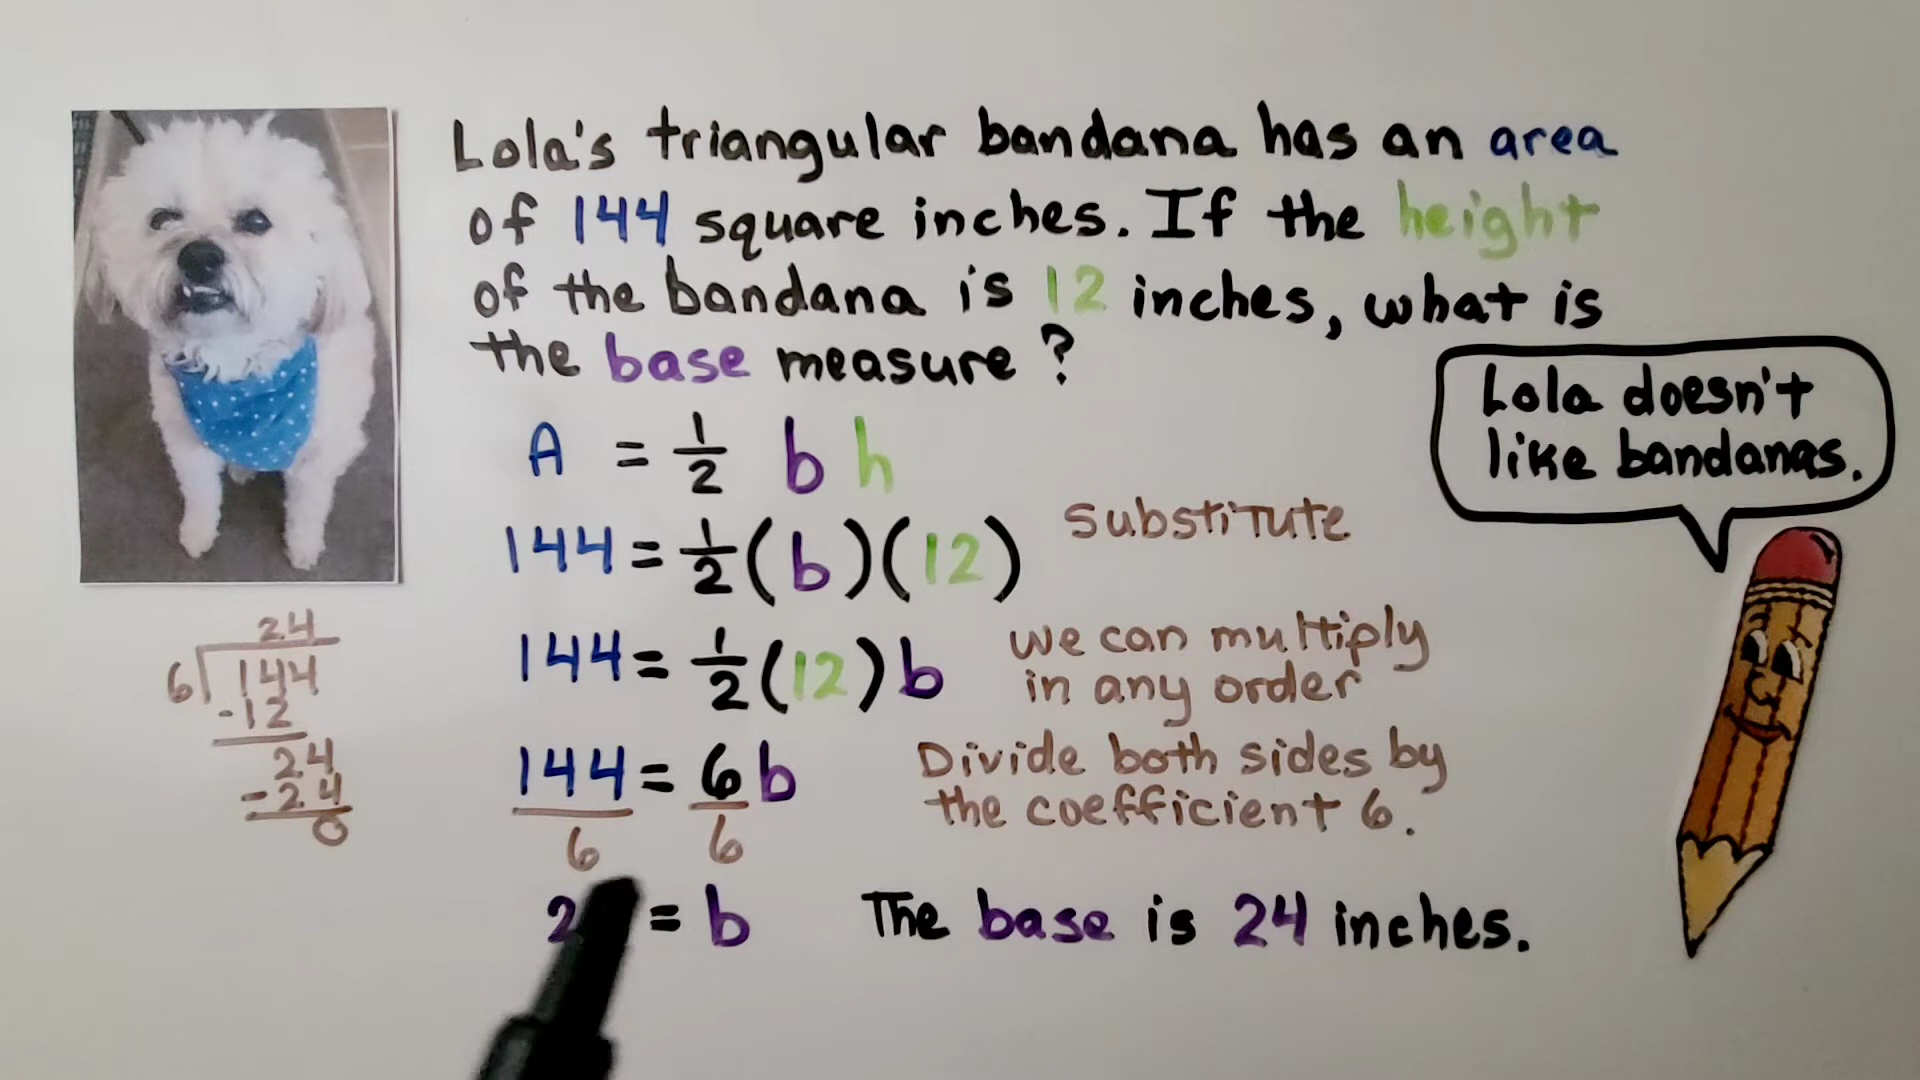 Lola's triangular bandana has an area
of 144 square inches. If the height
of the bandana is 12 inches, what is
the base measure?
Lola doesn't
like bandanas.
A = 1/2 b h
144 = 1/2 (b)(12)
substitute
144 = 1/2 (12) b
we can multiply
in any order
144 = 6b
6 6
Divide both sides by
the coefficient 6.
= b
The base is 24 inches.
24
6 144
-12
24
-24
0